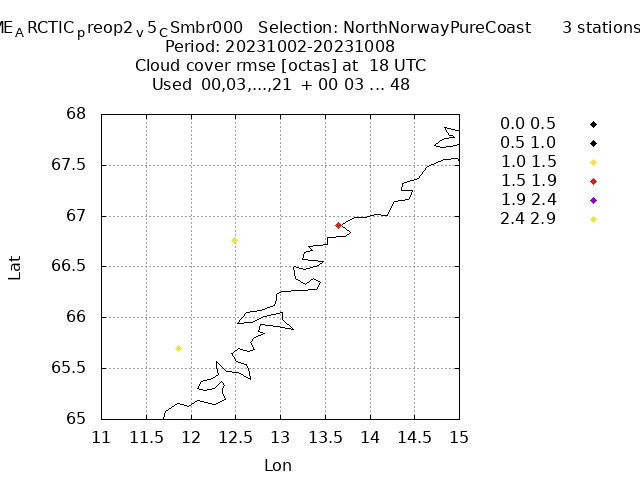 ME_ARCTIC_preop2_v5_CSmbr000 Selection: NorthNorwayPureCoast 3 stations
Period: 20231002-20231008
Cloud cover rmse [octas] at 18 UTC
Used 00,03,...,21 + 00 03 ... 48
68
67.5
67
66.5
66
65.5
65
Lat
11 11.5 12 12.5 13 13.5 14 14.5 15
Lon
0.0 0.5
0.5 1.0
1.0 1.5
1.5 1.9
1.9 2.4
2.4 2.9